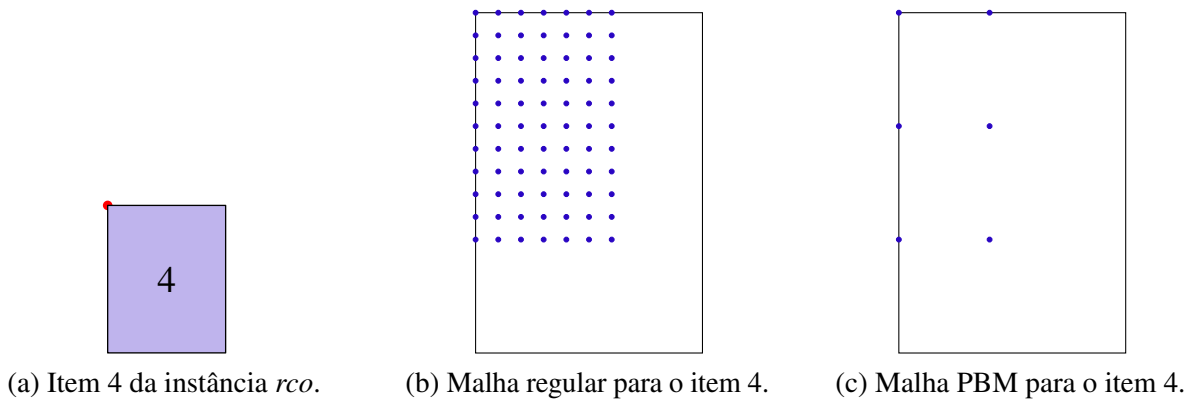 4
(a) Item 4 da instância rco.
(b) Malha regular para o item 4.
(c) Malha PBM para o item 4.